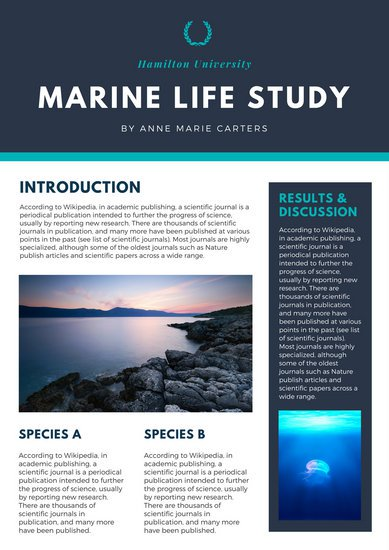 Hamilton University
MARINE LIFE STUDY
BY ANNE MARIE CARTERS
INTRODUCTION
According to Wikipedia, in academic publishing, a scientific journal is a
periodical publication intended to further the progress of science,
usually by reporting new research. There are thousands of scientific
journals in publication, and many more have been published at various
points in the past (see list of scientific journals). Most journals are highly
specialized, although some of the oldest journals such as Nature
publish articles and scientific papers across a wide range.
SPECIES A
According to Wikipedia, in
academic publishing, a
scientific journal is a periodical
publication intended to further
the progress of science, usually
by reporting new research.
There are thousands of
scientific journals in
publication, and many more
have been published.
SPECIES B
According to Wikipedia, in
academic publishing, a
scientific journal is a periodical
publication intended to further
the progress of science, usually
by reporting new research.
There are thousands of
scientific journals in
publication, and many more
have been published.
RESULTS &
DISCUSSION
According to Wikipedia,
in academic publishing, a
scientific journal is a
periodical publication
intended to further the
progress of science,
usually by reporting new
research. There are
thousands of scientific
journals in publication,
and many more have
been published at various
points in the past (see list
of scientific journals).
Most journals are highly
specialized, although
some of the oldest
journals such as Nature
publish articles and
scientific papers across a
wide range.